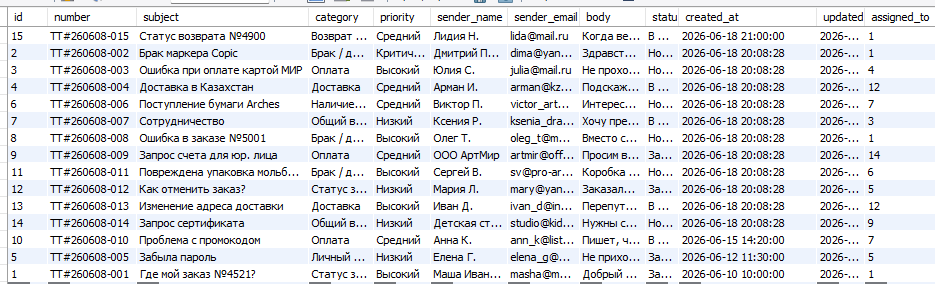 id number subject category priority sender_name sender_email body statu created_at updated assigned_to
15 TT#260608-015 Статус возврата №4900 Возврат ... Средний Лидия Н. lida@mail.ru Когда ве... В ... 2026-06-18 21:00:00 2026-... 1
2 TT#260608-002 Брак маркера Copic Брак / д... Критич... Дмитрий П... dima@yan... Здравст... Но... 2026-06-18 20:08:28 2026-... 1
3 TT#260608-003 Ошибка при оплате картой МИР Оплата Высокий Юлия С. julia@mail.ru Не прохо... Но... 2026-06-18 20:08:28 2026-... 4
4 TT#260608-004 Доставка в Казахстан Доставка Средний Арман И. arman@kz... Подскаж... В ... 2026-06-18 20:08:28 2026-... 12
6 TT#260608-006 Поступление бумаги Arches Наличие... Средний Виктор П. victor_art... Интерес... Но... 2026-06-18 20:08:28 2026-... 7
7 TT#260608-007 Сотрудничество Общий в... Низкий Ксения Р. ksenia_dra... Хочу пре... В ... 2026-06-18 20:08:28 2026-... 3
8 TT#260608-008 Ошибка в заказе №5001 Брак / д... Высокий Олег Т. oleg_t@m... Вместо с... Но... 2026-06-18 20:08:28 2026-... 1
9 TT#260608-009 Запрос счета для юр. лица Оплата Средний ООО АртМир artmir@off... Просим в... За... 2026-06-18 20:08:28 2026-... 14
11 TT#260608-011 Повреждена упаковка мольб... Брак / д... Высокий Сергей В. sv@pro-ar... Коробка ... Но... 2026-06-18 20:08:28 2026-... 6
12 TT#260608-012 Как отменить заказ? Статус з... Низкий Мария Л. mary@yan... Заказал... За... 2026-06-18 20:08:28 2026-... 5
13 TT#260608-013 Изменение адреса доставки Доставка Высокий Иван Д. ivan_d@in... Перепут... В ... 2026-06-18 20:08:28 2026-... 12
14 TT#260608-014 Запрос сертификата Общий в... Низкий Детская ст... studio@kid... Нужны с... Но... 2026-06-18 20:08:28 2026-... 9
10 TT#260608-010 Проблема с промокодом Оплата Средний Анна К. ann_k@list... Пишет, ч... В ... 2026-06-15 14:20:00 2026-... 7
5 TT#260608-005 Забыла пароль Личный ... Низкий Елена Г. elena_g@... Не прихо... За... 2026-06-12 11:30:00 2026-... 5
1 TT#260608-001 Где мой заказ №4521? Статус з... Высокий Маша Иван... masha@m... Добрый ... За... 2026-06-10 10:00:00 2026-... 1